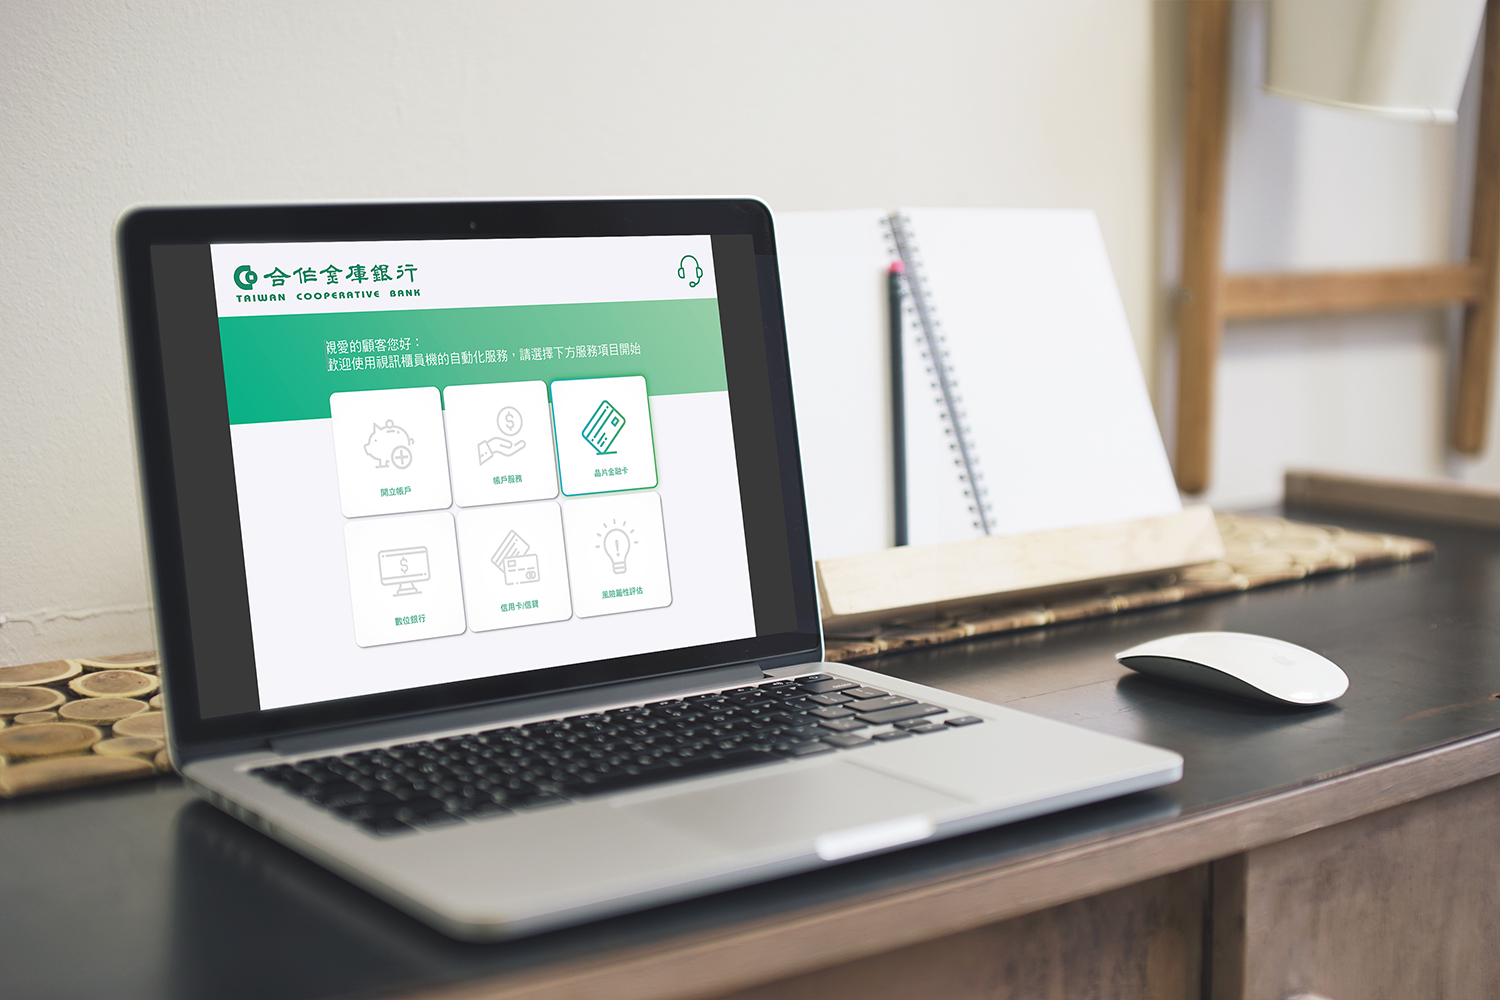 合作金庫銀行
TAIWAN COOPERATIVE BANK
親愛的顧客您好：
歡迎使用視訊櫃員機的自動化服務，請選擇下方服務項目開始
開立帳戶
帳戶服務
晶片金融卡
數位銀行
信用卡/信貸
風險屬性評估